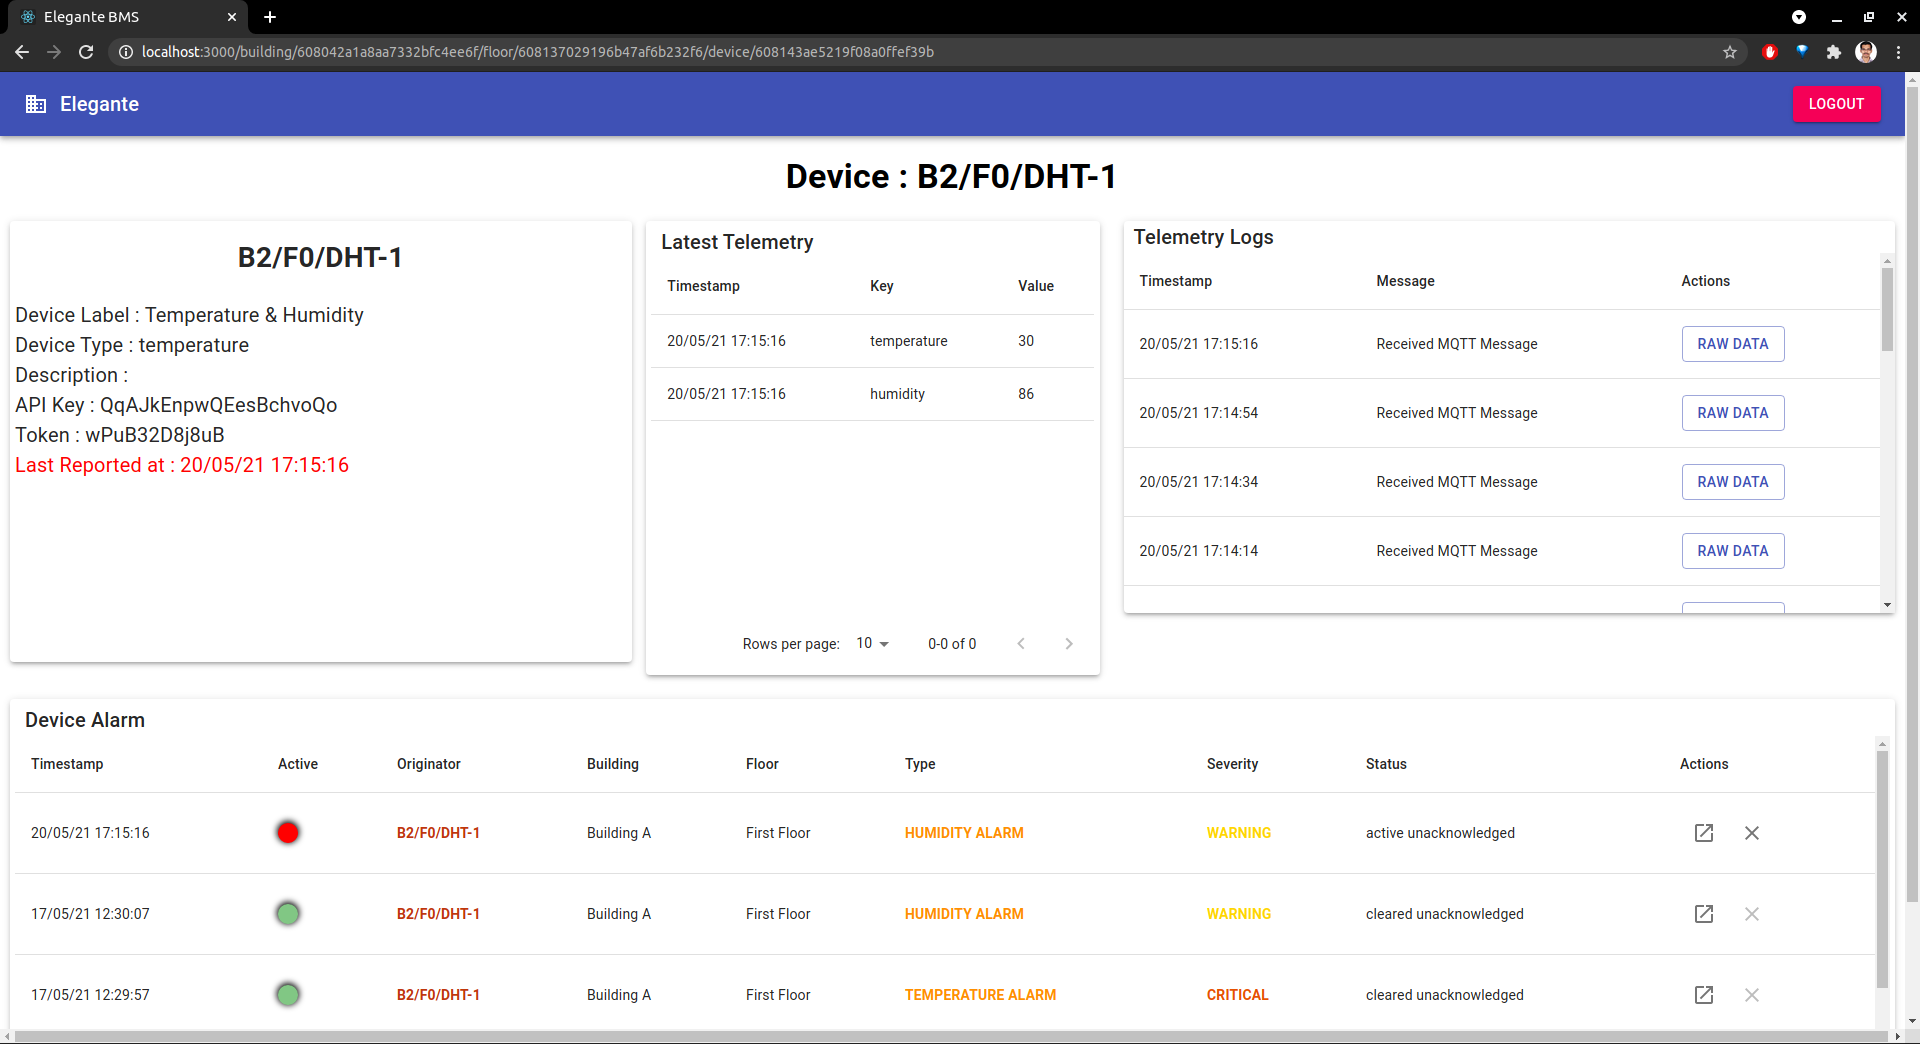 Elegante BMS
localhost:3000/building/608042a1a8aa7332bfc4ee6f/floor/608137029196b47af6b232f6/device/608143ae5219f08a0ffef39b
Elegante
LOGOUT
Device : B2/F0/DHT-1
B2/F0/DHT-1
Device Label : Temperature & Humidity
Device Type : temperature
Description :
API Key : QqAJkEnpwQEesBchvoQo
Token : wPuB32D8j8uB
Last Reported at : 20/05/21 17:15:16
Latest Telemetry
Timestamp Key Value
20/05/21 17:15:16 temperature 30
20/05/21 17:15:16 humidity 86
Rows per page: 10 0-0 of 0
Telemetry Logs
Timestamp Message Actions
20/05/21 17:15:16 Received MQTT Message RAW DATA
20/05/21 17:14:54 Received MQTT Message RAW DATA
20/05/21 17:14:34 Received MQTT Message RAW DATA
20/05/21 17:14:14 Received MQTT Message RAW DATA
Device Alarm
Timestamp Active Originator Building Floor Type Severity Status Actions
20/05/21 17:15:16 B2/F0/DHT-1 Building A First Floor HUMIDITY ALARM WARNING active unacknowledged
17/05/21 12:30:07 B2/F0/DHT-1 Building A First Floor HUMIDITY ALARM WARNING cleared unacknowledged
17/05/21 12:29:57 B2/F0/DHT-1 Building A First Floor TEMPERATURE ALARM CRITICAL cleared unacknowledged